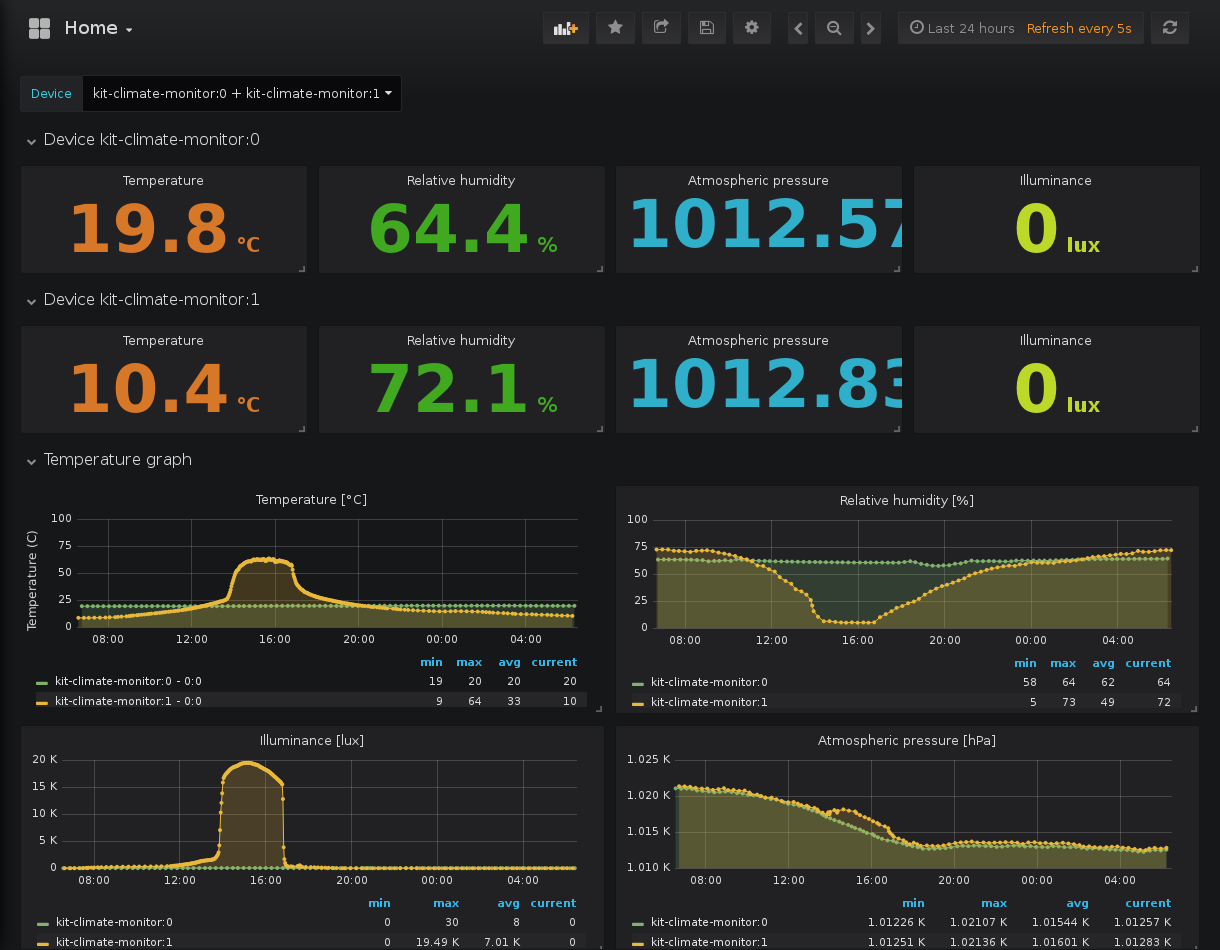 Home
Last 24 hours Refresh every 5s
Device kit-climate-monitor:0 + kit-climate-monitor:1
Device kit-climate-monitor:0
Temperature Relative humidity Atmospheric pressure Illuminance
19.8 °C 64.4 % 1012.57 0 lux
Device kit-climate-monitor:1
Temperature Relative humidity Atmospheric pressure Illuminance
10.4 °C 72.1 % 1012.83 0 lux
Temperature graph
Temperature [°C]
Temperature (C)
100
75
50
25
0
08:00 12:00 16:00 20:00 00:00 04:00
min max avg current
kit-climate-monitor:0 - 0:0 19 20 20 20
kit-climate-monitor:1 - 0:0 9 64 33 10
Relative humidity [%]
100
75
50
25
0
08:00 12:00 16:00 20:00 00:00 04:00
min max avg current
kit-climate-monitor:0 58 64 62 64
kit-climate-monitor:1 5 73 49 72
Illuminance [lux]
20 K
15 K
10 K
5 K
0
08:00 12:00 16:00 20:00 00:00 04:00
min max avg current
kit-climate-monitor:0 0 30 8 0
kit-climate-monitor:1 0 19.49 K 7.01 K 0
Atmospheric pressure [hPa]
1.025 K
1.020 K
1.015 K
1.010 K
08:00 12:00 16:00 20:00 00:00 04:00
min max avg current
kit-climate-monitor:0 1.01226 K 1.02107 K 1.01544 K 1.01257 K
kit-climate-monitor:1 1.01251 K 1.02136 K 1.01601 K 1.01283 K